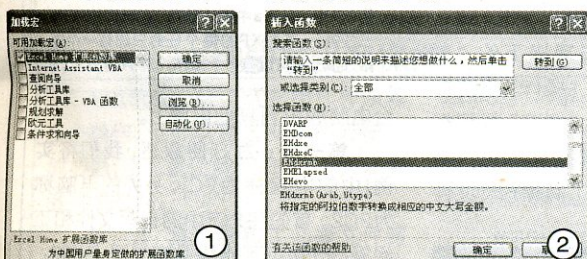 加载宏
可用加载宏(A):
Excel Home 扩展函数库
Internet Assistant VBA
查阅向导
分析工具库
分析工具库 - VBA 函数
规划求解
欧元工具
条件求和向导
确定
取消
浏览(B)...
自动化(U)...
Excel Home 扩展函数库
为中国用户量身定做的扩展函数库
1
插入函数
搜索函数(S):
请输入一条简短的说明来描述您想做什么，然后单击
“转到”
转到(G)
或选择类别(C): 全部
选择函数(N):
DVARP
EHDcom
EHdxe
EHdxeC
EHdxrmb
EHElapsed
EHevo
EHdxrmb(Arab,Utype)
将指定的阿拉伯数字转换成相应的中文大写金额。
有关该函数的帮助
确定
2